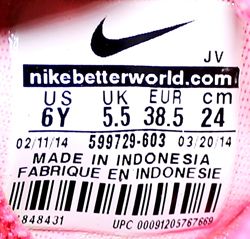 JV
nikebetterworld.com
US UK EUR cm
6Y 5.5 38.5 24
02/11/14 599729-603 03/20/14
MADE IN INDONESIA
FABRIQUE EN INDONESIE
848431 UPC 00091205767669